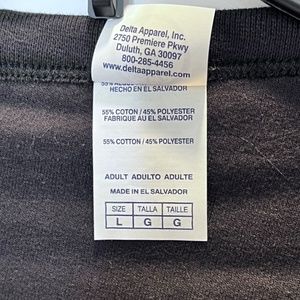 Delta Apparel, Inc.
2750 Premiere Pkwy
Duluth, GA 30097
800-285-4456
www.deltaapparel.com
HECHO EN EL SALVADOR
55% COTON / 45% POLYESTER
FABRIQUE AU EL SALVADOR
55% COTTON / 45% POLYESTER
ADULT ADULTO ADULTE
MADE IN EL SALVADOR
SIZE TALLA TAILLE
L G G